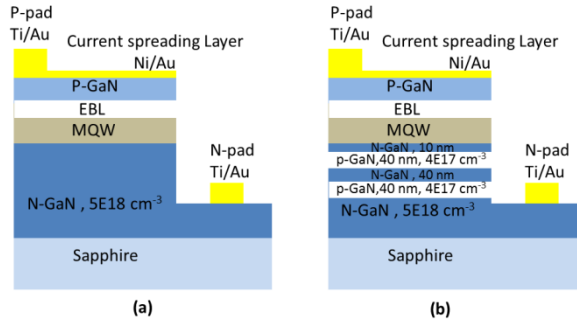 P-pad
Ti/Au
Current spreading Layer
Ni/Au
P-GaN
EBL
MQW
N-pad
Ti/Au
N-GaN , 5E18 cm⁻³
Sapphire
(a)
P-pad
Ti/Au
Current spreading Layer
Ni/Au
P-GaN
EBL
MQW
N-GaN , 10 nm
p-GaN,40 nm, 4E17 cm⁻³
N-GaN , 40 nm
p-GaN,40 nm, 4E17 cm⁻³
N-pad
Ti/Au
N-GaN , 5E18 cm⁻³
Sapphire
(b)